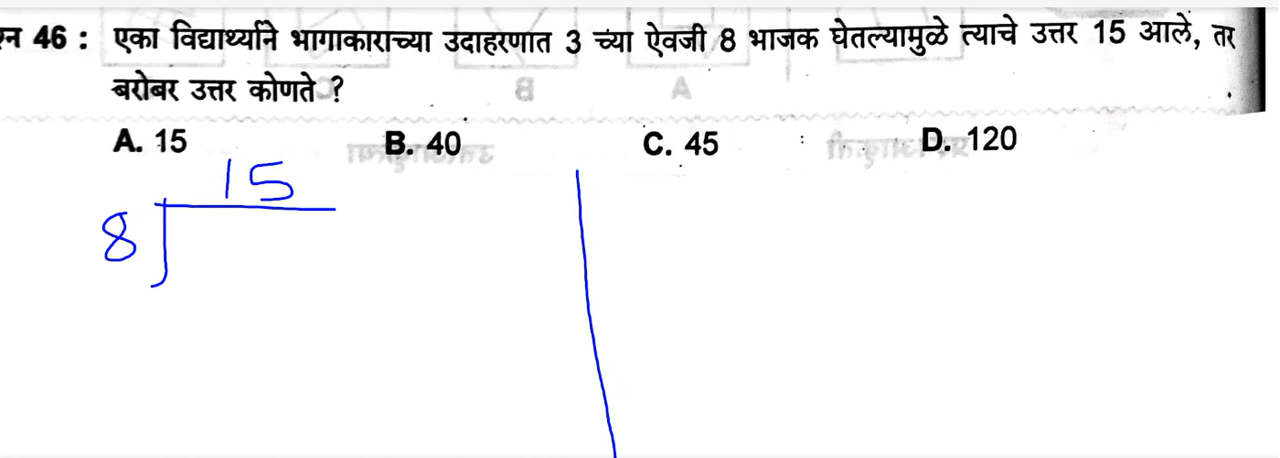 न 46 : एका विद्यार्थ्याने भागाकाराच्या उदाहरणात 3 च्या ऐवजी 8 भाजक घेतल्यामुळे त्याचे उत्तर 15 आले, तर
बरोबर उत्तर कोणते ?
A. 15 B. 40 C. 45 D. 120
15
8